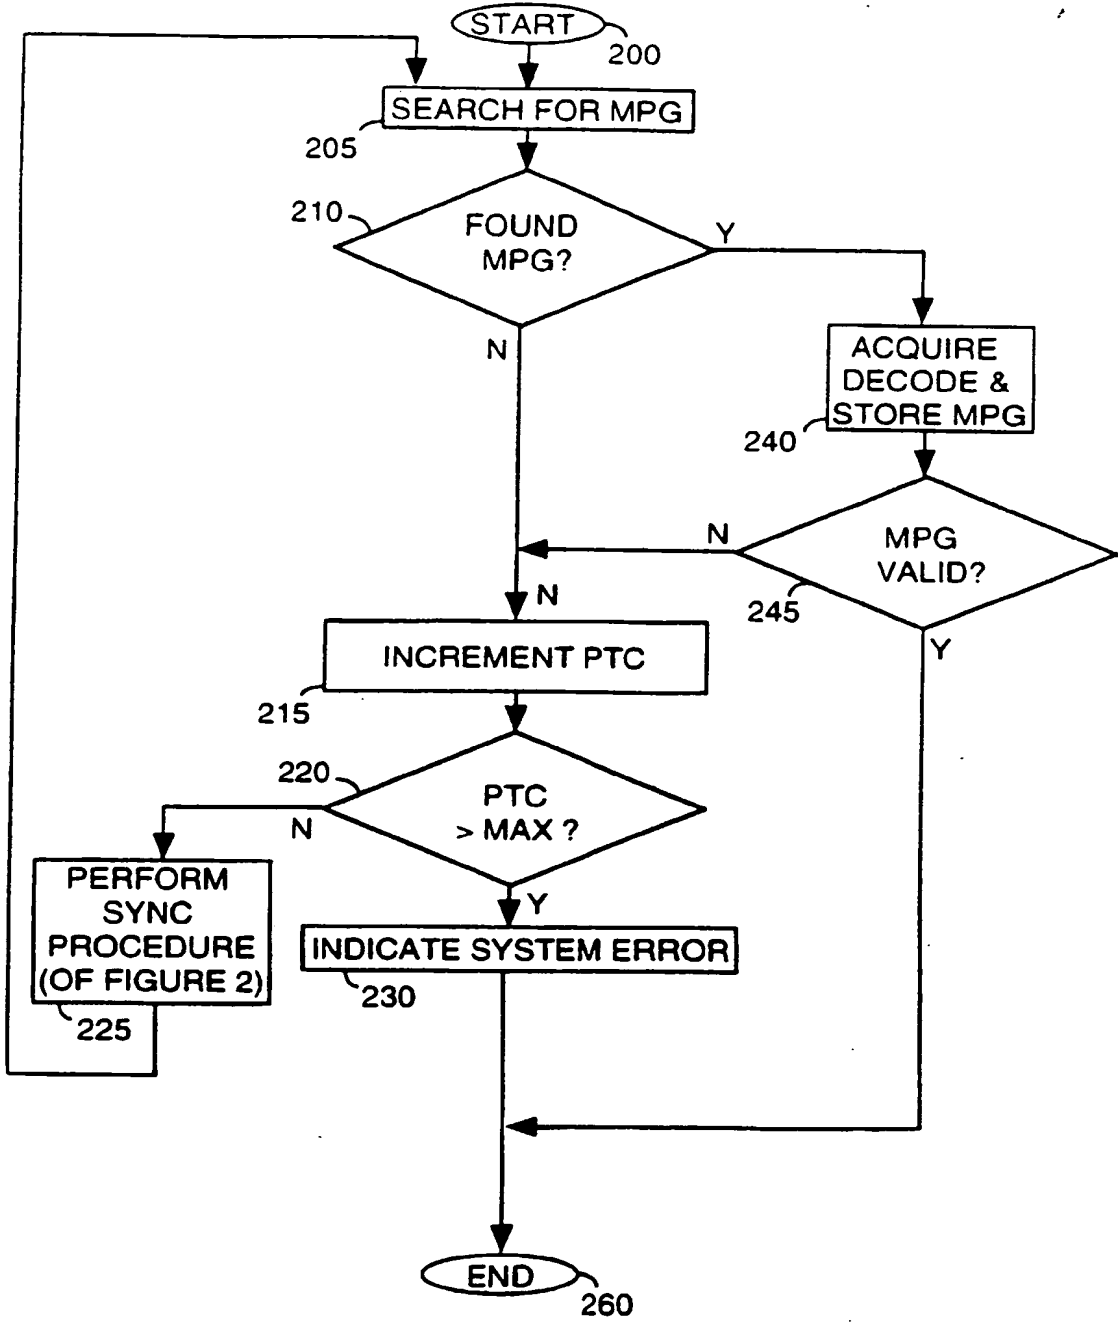 START
200
SEARCH FOR MPG
205
210
FOUND
MPG?
Y
N
ACQUIRE
DECODE &
STORE MPG
240
MPG
VALID?
N
245
Y
N
INCREMENT PTC
215
220
PTC
> MAX ?
N
Y
PERFORM
SYNC
PROCEDURE
(OF FIGURE 2)
225
INDICATE SYSTEM ERROR
230
END
260